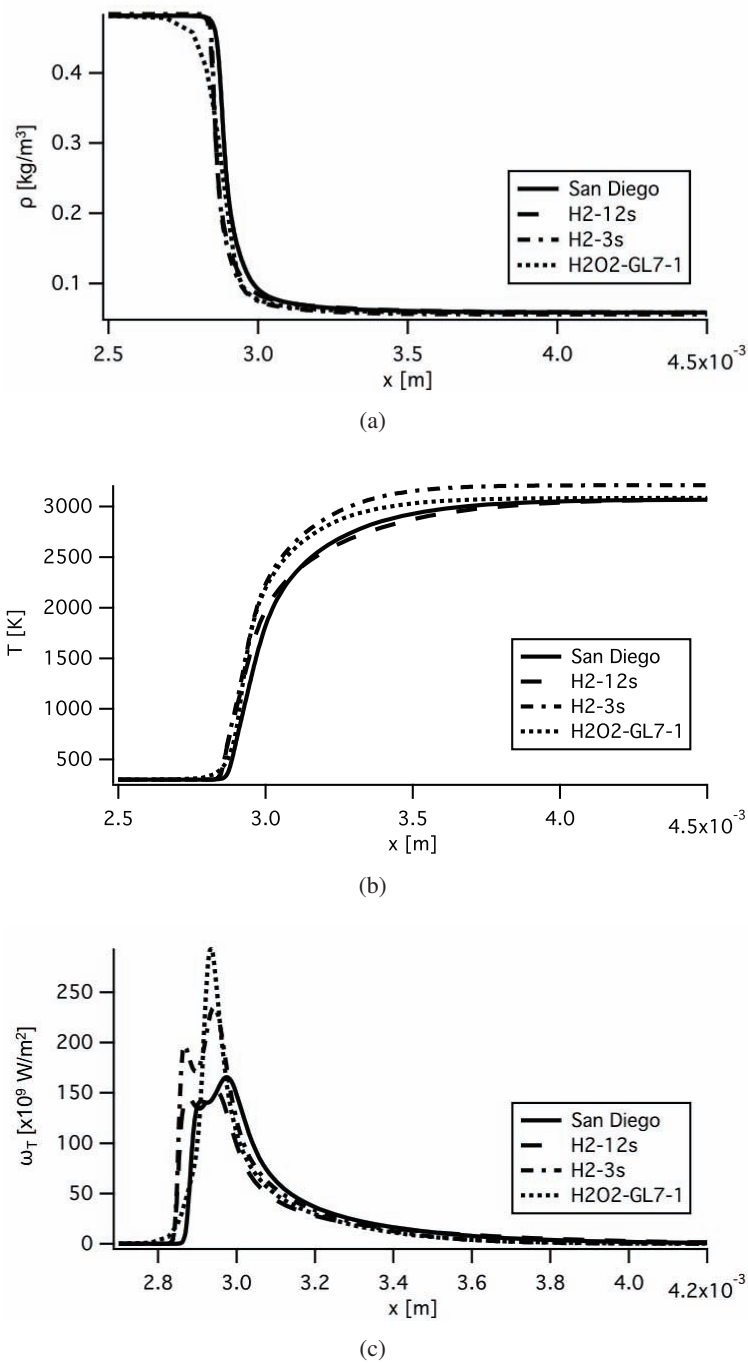 0.4
0.3
0.2
0.1
ρ [kg/m³]
San Diego
H2-12s
H2-3s
H2O2-GL7-1
2.5 3.0 3.5 4.0 4.5x10⁻³
x [m]
(a)
3000
2500
2000
1500
1000
500
T [K]
San Diego
H2-12s
H2-3s
H2O2-GL7-1
2.5 3.0 3.5 4.0 4.5x10⁻³
x [m]
(b)
250
200
150
100
50
0
ω_T [x10⁹ W/m²]
San Diego
H2-12s
H2-3s
H2O2-GL7-1
2.8 3.0 3.2 3.4 3.6 3.8 4.0 4.2x10⁻³
x [m]
(c)